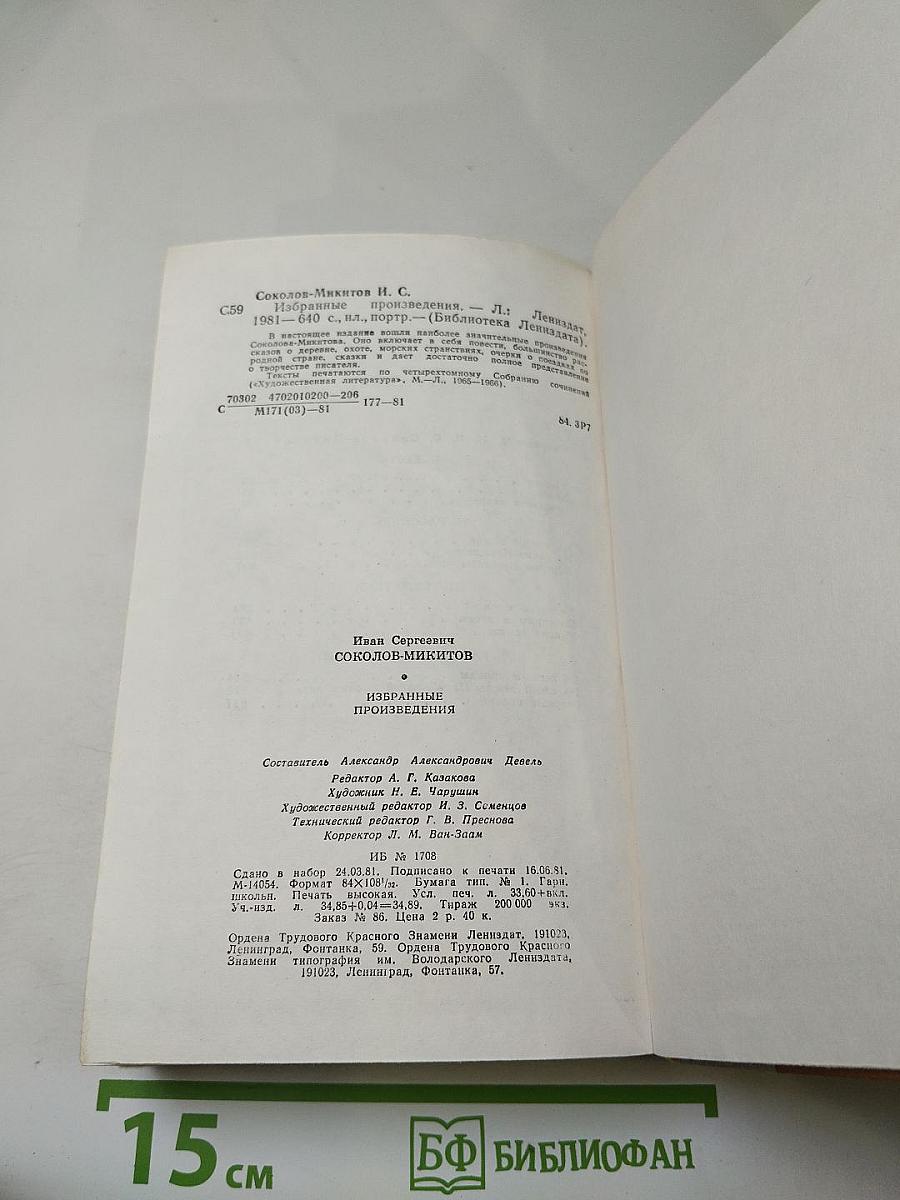 Соколов-Микитов И. С.
С59 Избранные произведения. — Л.: Лениздат,
1981— 640 с., ил., портр.— (Библиотека Лениздата).
В настоящее издание вошли наиболее значительные произведения
Соколова-Микитова. Оно включает в себя повести, большинство рас-
сказов о деревне, охоте, морских странствиях, очерки о поездках по
родной стране, сказки и дает достаточно полное представление
о творчестве писателя.
Тексты печатаются по четырехтомному Собранию сочинений
(«Художественная литература», М.—Л., 1965—1966).
70302 4702010200—206
С 177—81
М171(03)—81
84. 3Р7
Иван Сергеевич
СОКОЛОВ-МИКИТОВ
ИЗБРАННЫЕ
ПРОИЗВЕДЕНИЯ
Составитель Александр Александрович Девель
Редактор А. Г. Казакова
Художник Н. Е. Чарушин
Художественный редактор И. З. Семенцов
Технический редактор Г. В. Преснова
Корректор Л. М. Ван-Заам
ИБ № 1708
Сдано в набор 24.03.81. Подписано к печати 16.06.81.
М-14054. Формат 84×108¹/₃₂. Бумага тип. № 1. Гарн.
школьн. Печать высокая. Усл. печ. л. 33,60+вкл.
Уч.-изд. л. 34,85+0,04=34,89. Тираж 200 000 экз.
Заказ № 86. Цена 2 р. 40 к.
Ордена Трудового Красного Знамени Лениздат, 191023,
Ленинград, Фонтанка, 59. Ордена Трудового Красного
Знамени типография им. Володарского Лениздата,
191023, Ленинград, Фонтанка, 57.
15 см
БФ БИБЛИОФАН